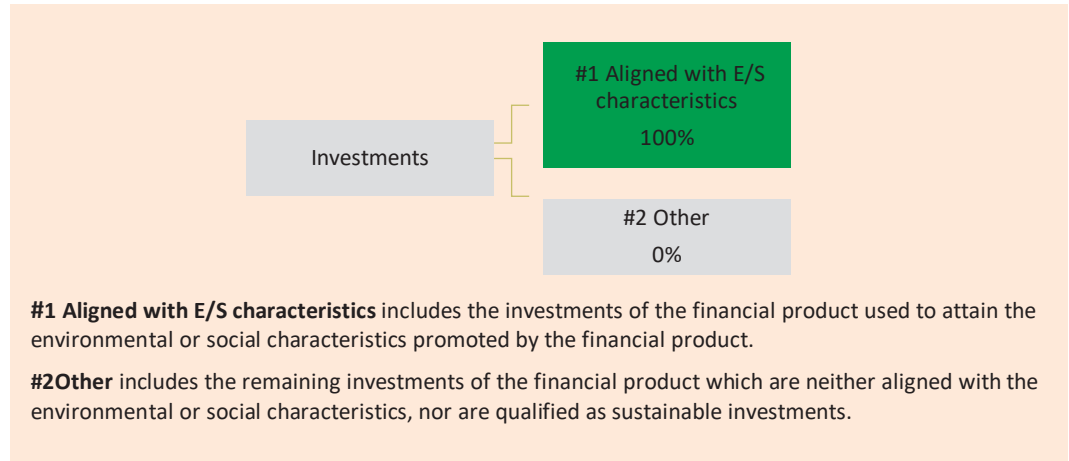 #1 Aligned with E/S
characteristics
100%
Investments
#2 Other
0%
#1 Aligned with E/S characteristics includes the investments of the financial product used to attain the
environmental or social characteristics promoted by the financial product.
#2Other includes the remaining investments of the financial product which are neither aligned with the
environmental or social characteristics, nor are qualified as sustainable investments.